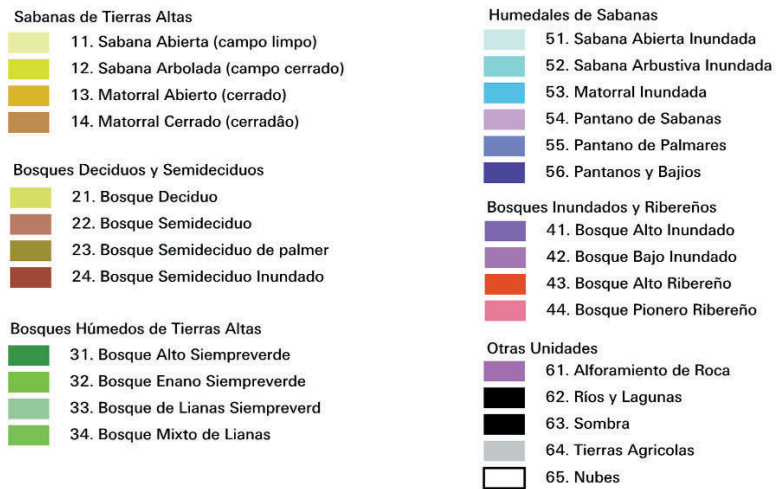 Sabanas de Tierras Altas
11. Sabana Abierta (campo limpo)
12. Sabana Arbolada (campo cerrado)
13. Matorral Abierto (cerrado)
14. Matorral Cerrado (cerradâo)
Bosques Deciduos y Semideciduos
21. Bosque Deciduo
22. Bosque Semideciduo
23. Bosque Semideciduo de palmer
24. Bosque Semideciduo Inundado
Bosques Húmedos de Tierras Altas
31. Bosque Alto Siempreverde
32. Bosque Enano Siempreverde
33. Bosque de Lianas Siempreverd
34. Bosque Mixto de Lianas
Humedales de Sabanas
51. Sabana Abierta Inundada
52. Sabana Arbustiva Inundada
53. Matorral Inundada
54. Pantano de Sabanas
55. Pantano de Palmares
56. Pantanos y Bajios
Bosques Inundados y Ribereños
41. Bosque Alto Inundado
42. Bosque Bajo Inundado
43. Bosque Alto Ribereño
44. Bosque Pionero Ribereño
Otras Unidades
61. Alforamiento de Roca
62. Ríos y Lagunas
63. Sombra
64. Tierras Agricolas
65. Nubes